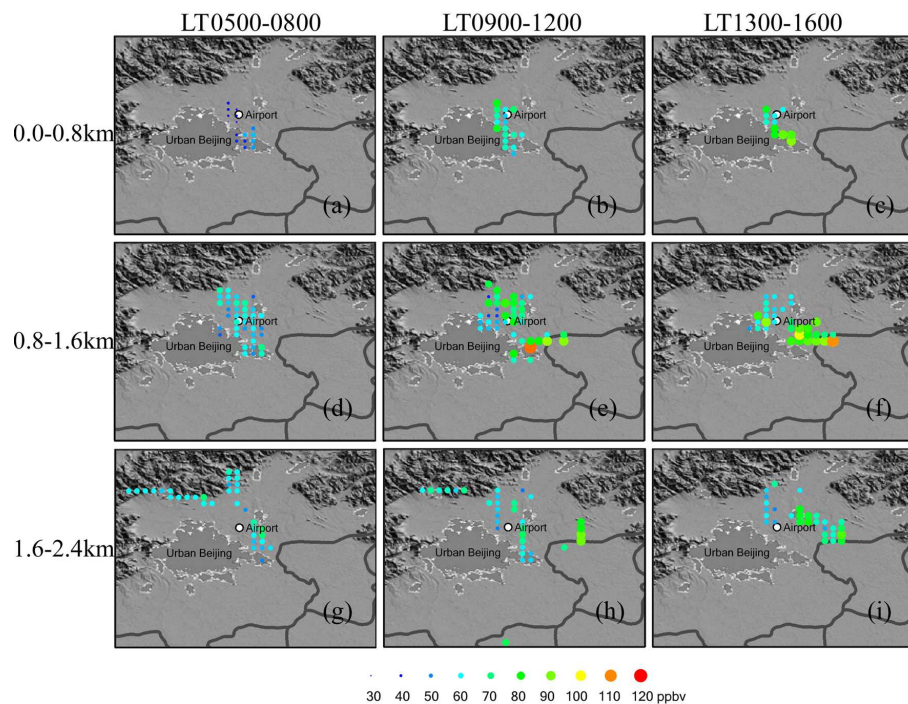 LT0500-0800 LT0900-1200 LT1300-1600
0.0-0.8km
Airport Airport Airport
Urban Beijing Urban Beijing Urban Beijing
(a) (b) (c)
0.8-1.6km
Airport Airport Airport
Urban Beijing Urban Beijing Urban Beijing
(d) (e) (f)
1.6-2.4km
Airport Airport Airport
Urban Beijing Urban Beijing Urban Beijing
(g) (h) (i)
30 40 50 60 70 80 90 100 110 120 ppbv